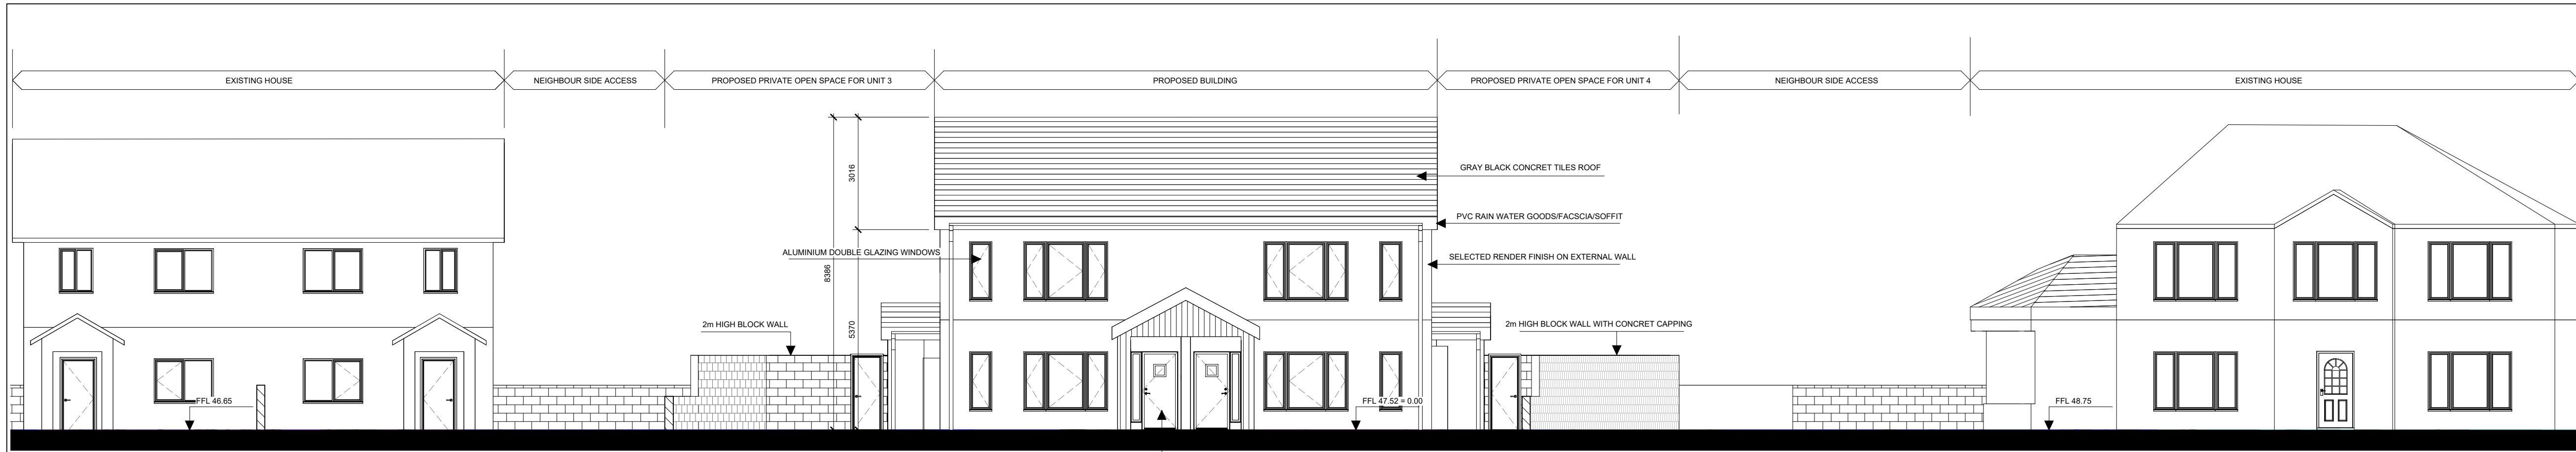 EXISTING HOUSE
NEIGHBOUR SIDE ACCESS
PROPOSED PRIVATE OPEN SPACE FOR UNIT 3
PROPOSED BUILDING
PROPOSED PRIVATE OPEN SPACE FOR UNIT 4
NEIGHBOUR SIDE ACCESS
EXISTING HOUSE
3016
GRAY BLACK CONCRET TILES ROOF
PVC RAIN WATER GOODS/FACSCIA/SOFFIT
ALUMINIUM DOUBLE GLAZING WINDOWS
SELECTED RENDER FINISH ON EXTERNAL WALL
8386
5370
2m HIGH BLOCK WALL
2m HIGH BLOCK WALL WITH CONCRET CAPPING
FFL 46.65
FFL 47.52 = 0.00
FFL 48.75